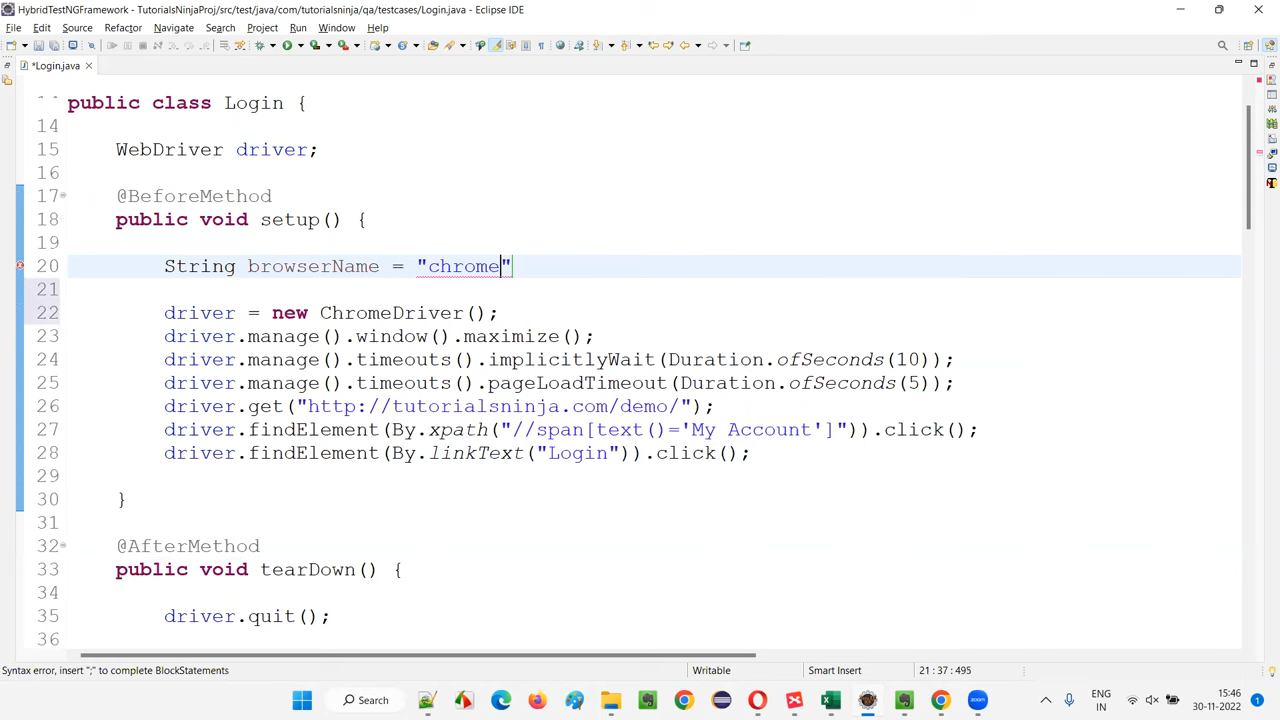 HybridTestNGFramework - TutorialsNinjaProj/src/test/java/com/tutorialsninja/qa/testcases/Login.java - Eclipse IDE
File Edit Source Refactor Navigate Search Project Run Window Help
*Login.java
public class Login {
14
15 WebDriver driver;
16
17 @BeforeMethod
18 public void setup() {
19
20 String browserName = "chrome"
21
22 driver = new ChromeDriver();
23 driver.manage().window().maximize();
24 driver.manage().timeouts().implicitlyWait(Duration.ofSeconds(10));
25 driver.manage().timeouts().pageLoadTimeout(Duration.ofSeconds(5));
26 driver.get("http://tutorialsninja.com/demo/");
27 driver.findElement(By.xpath("//span[text()='My Account']")).click();
28 driver.findElement(By.linkText("Login")).click();
29
30 }
31
32 @AfterMethod
33 public void tearDown() {
34
35 driver.quit();
36
Syntax error, insert ";" to complete BlockStatements Writable Smart Insert 21 : 37 : 495
Search ENG IN 15:46 30-11-2022